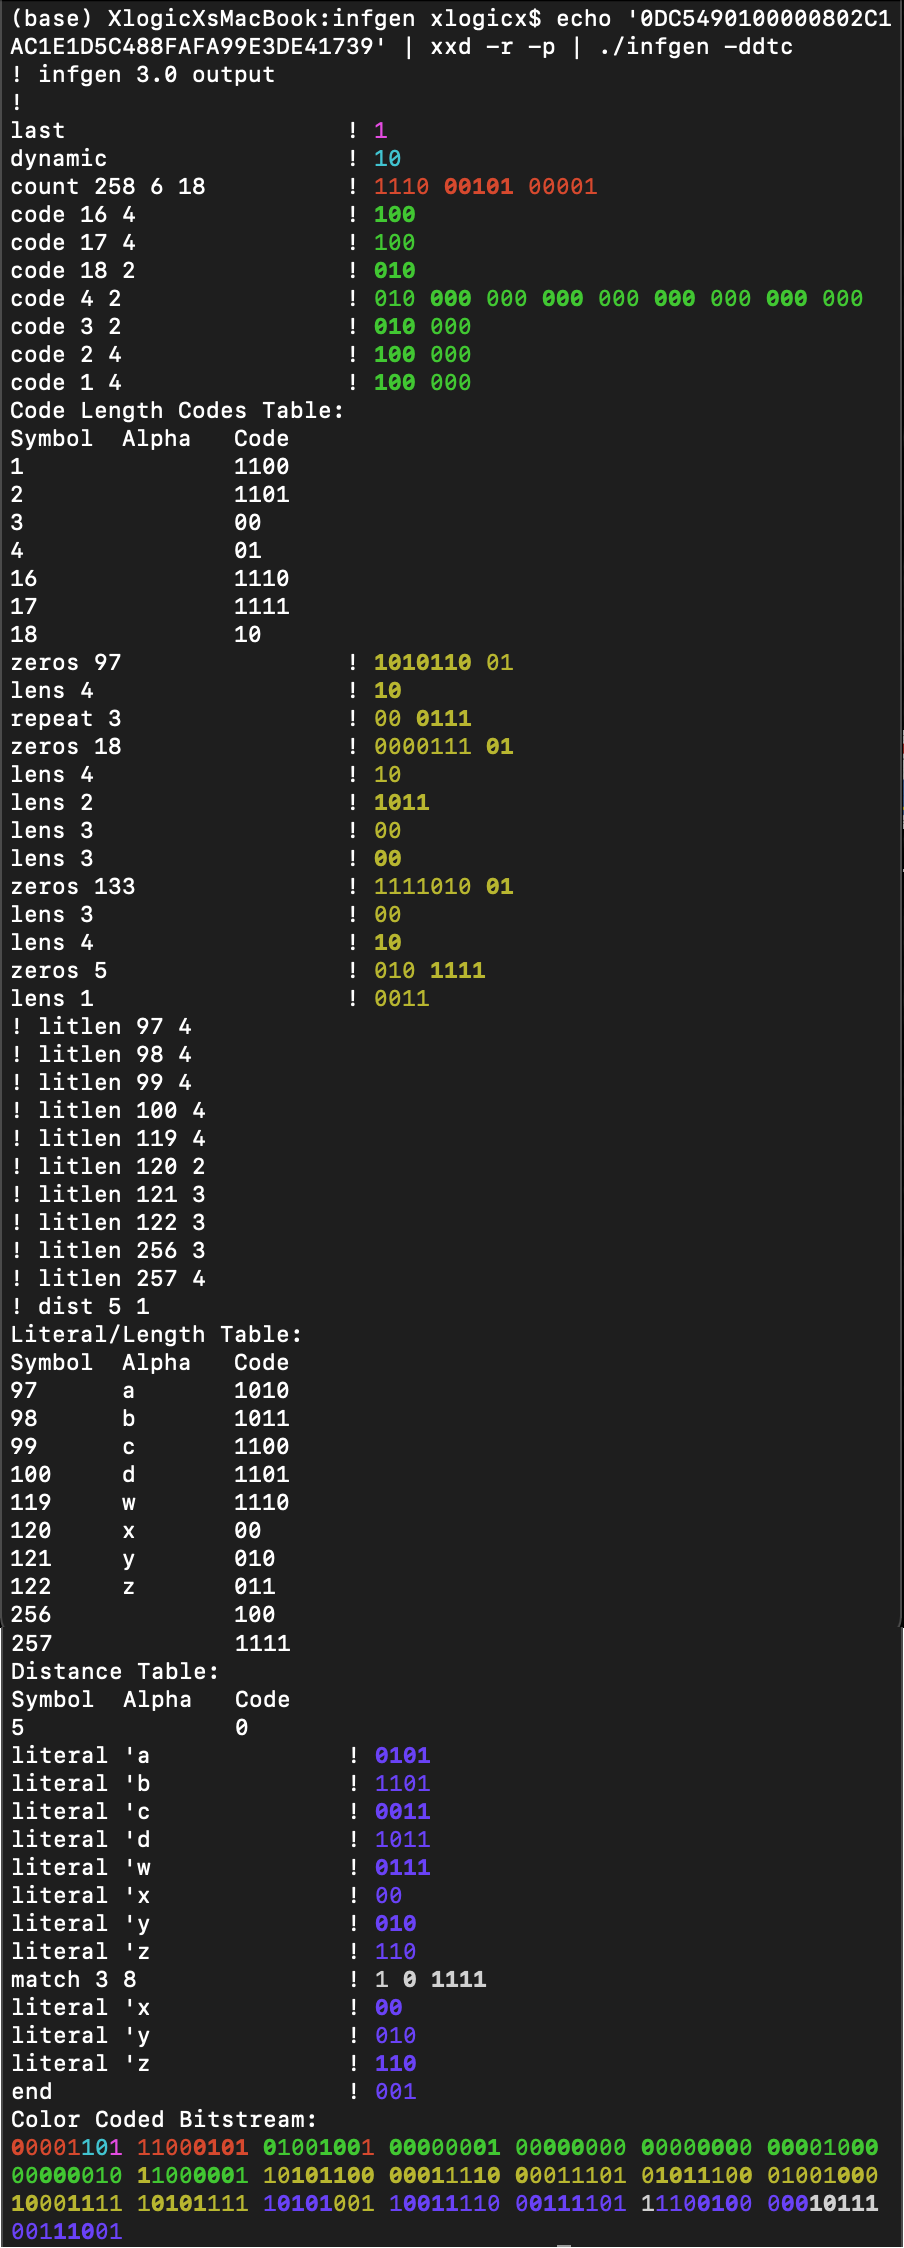 (base) XlogicXsMacBook:infgen xlogicx$ echo '0DC5490100000802C1
AC1E1D5C488FAFA99E3DE41739' | xxd -r -p | ./infgen -ddtc
! infgen 3.0 output
!
last ! 1
dynamic ! 10
count 258 6 18 ! 1110 00101 00001
code 16 4 ! 100
code 17 4 ! 100
code 18 2 ! 010
code 4 2 ! 010 000 000 000 000 000 000 000 000
code 3 2 ! 010 000
code 2 4 ! 100 000
code 1 4 ! 100 000
Code Length Codes Table:
Symbol Alpha Code
1 1100
2 1101
3 00
4 01
16 1110
17 1111
18 10
zeros 97 ! 1010110 01
lens 4 ! 10
repeat 3 ! 00 0111
zeros 18 ! 0000111 01
lens 4 ! 10
lens 2 ! 1011
lens 3 ! 00
lens 3 ! 00
zeros 133 ! 1111010 01
lens 3 ! 00
lens 4 ! 10
zeros 5 ! 010 1111
lens 1 ! 0011
! litlen 97 4
! litlen 98 4
! litlen 99 4
! litlen 100 4
! litlen 119 4
! litlen 120 2
! litlen 121 3
! litlen 122 3
! litlen 256 3
! litlen 257 4
! dist 5 1
Literal/Length Table:
Symbol Alpha Code
97 a 1010
98 b 1011
99 c 1100
100 d 1101
119 w 1110
120 x 00
121 y 010
122 z 011
256 100
257 1111
Distance Table:
Symbol Alpha Code
5 0
literal 'a ! 0101
literal 'b ! 1101
literal 'c ! 0011
literal 'd ! 1011
literal 'w ! 0111
literal 'x ! 00
literal 'y ! 010
literal 'z ! 110
match 3 8 ! 1 0 1111
literal 'x ! 00
literal 'y ! 010
literal 'z ! 110
end ! 001
Color Coded Bitstream:
00001101 11000101 01001001 00000001 00000000 00000000 00001000
00000010 11000001 10101100 00011110 00011101 01011100 01001000
10001111 10101111 10101001 10011110 00111101 11100100 00010111
00111001